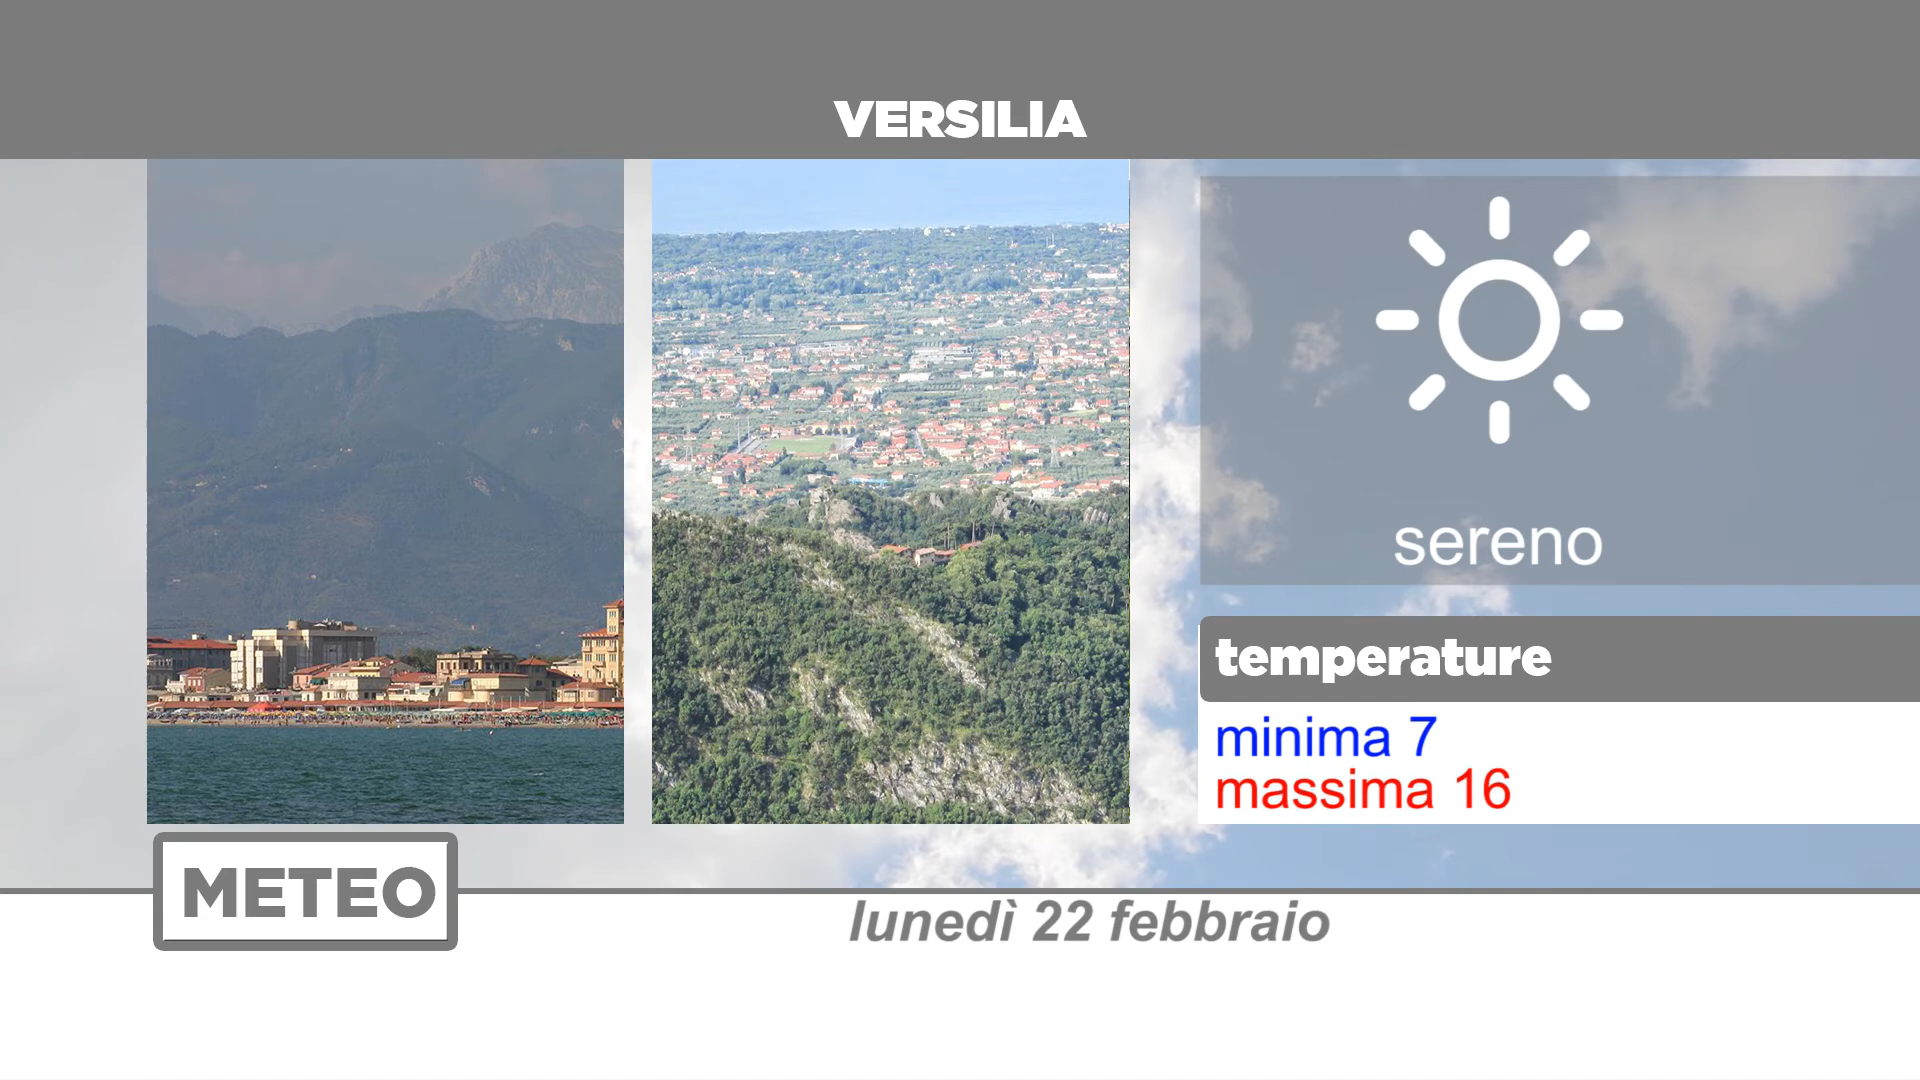 VERSILIA
sereno
temperature
minima 7
massima 16
METEO
lunedì 22 febbraio